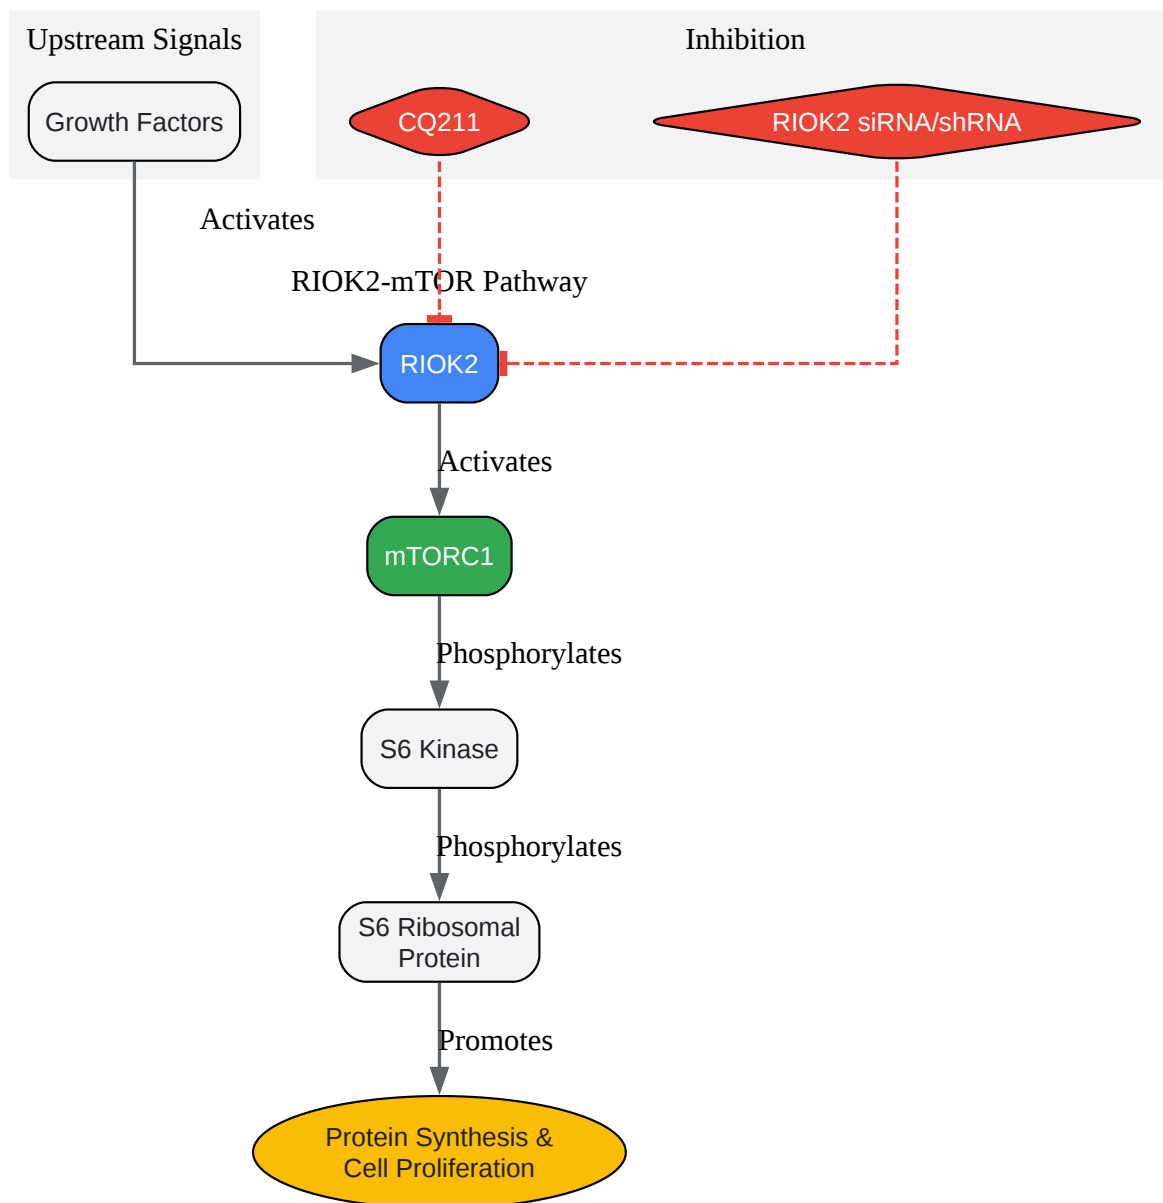 Upstream Signals
Inhibition
Growth Factors
CQ211
RIOK2 siRNA/shRNA
Activates
RIOK2-mTOR Pathway
RIOK2
Activates
mTORC1
Phosphorylates
S6 Kinase
Phosphorylates
S6 Ribosomal
Protein
Promotes
Protein Synthesis &
Cell Proliferation